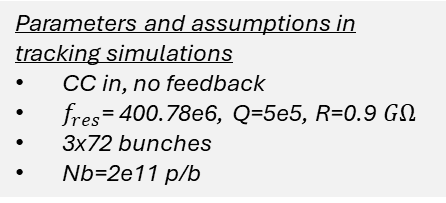 Parameters and assumptions in
tracking simulations
• CC in, no feedback
• f_res= 400.78e6, Q=5e5, R=0.9 GΩ
• 3x72 bunches
• Nb=2e11 p/b